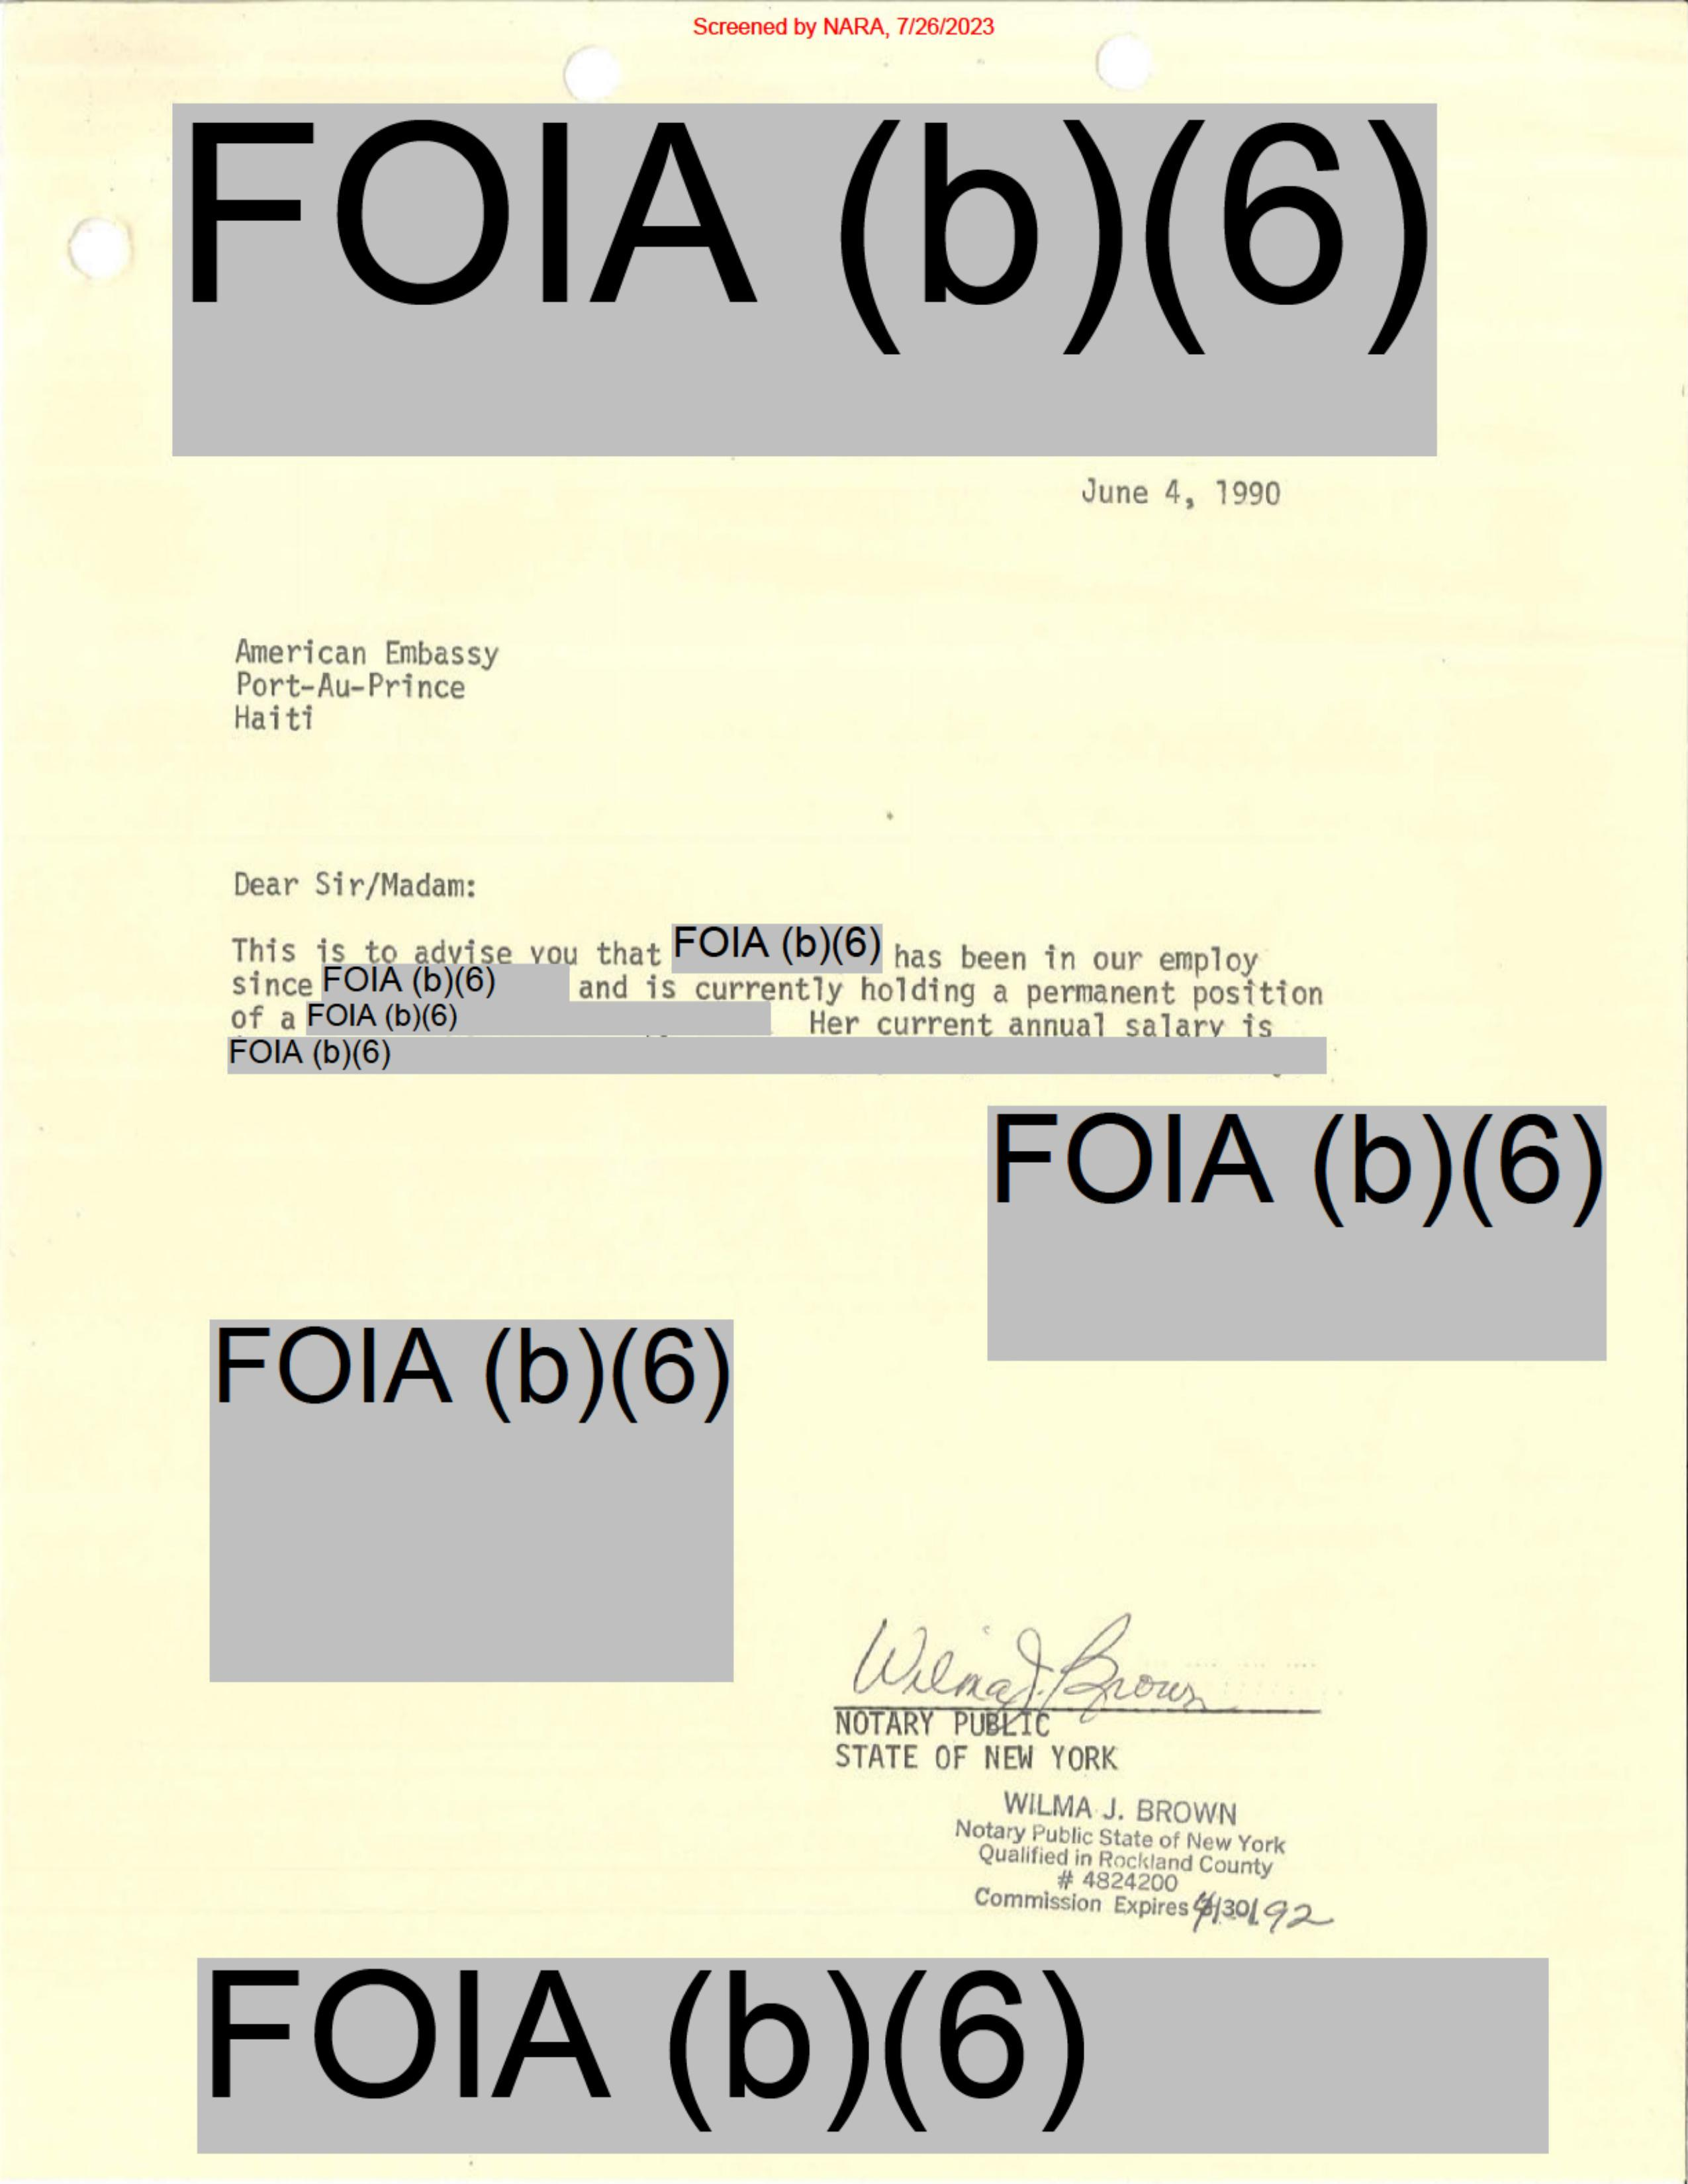 Screened by NARA, 7/26/2023
FOIA (b)(6)
June 4, 1990
American Embassy
Port-Au-Prince
Haiti
Dear Sir/Madam:
This is to advise you that FOIA (b)(6) has been in our employ
since FOIA (b)(6) and is currently holding a permanent position
of a FOIA (b)(6) Her current annual salary is
FOIA (b)(6)
FOIA (b)(6)
FOIA (b)(6)
Wilma J. Brown
NOTARY PUBLIC
STATE OF NEW YORK
WILMA J. BROWN
Notary Public State of New York
Qualified in Rockland County
# 4824200
Commission Expires /30/92
FOIA (b)(6)